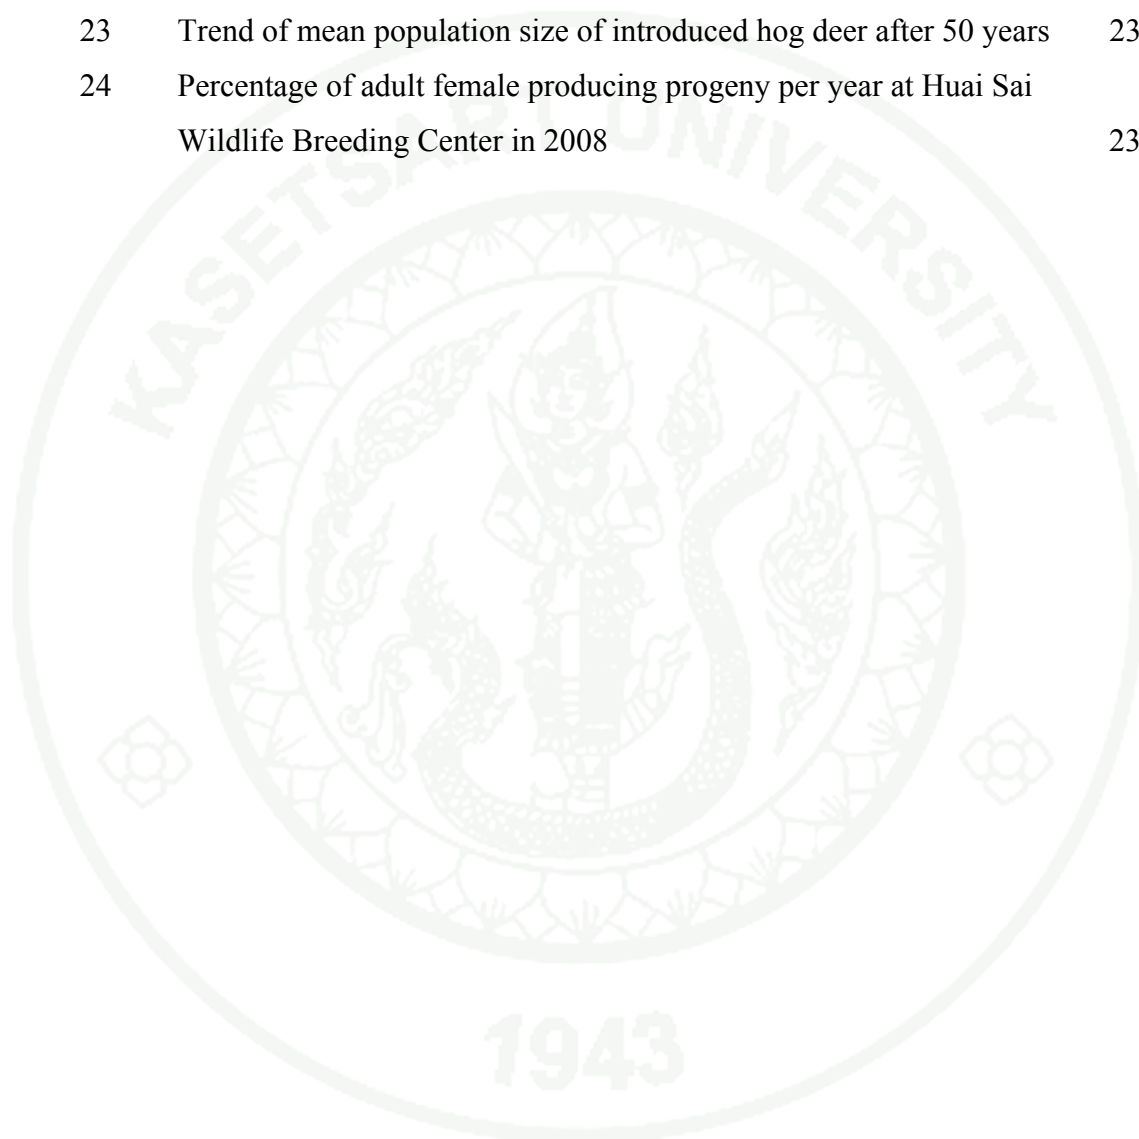 23 Trend of mean population size of introduced hog deer after 50 years 23
24 Percentage of adult female producing progeny per year at Huai Sai
Wildlife Breeding Center in 2008 23
KASETSART UNIVERSITY
1943